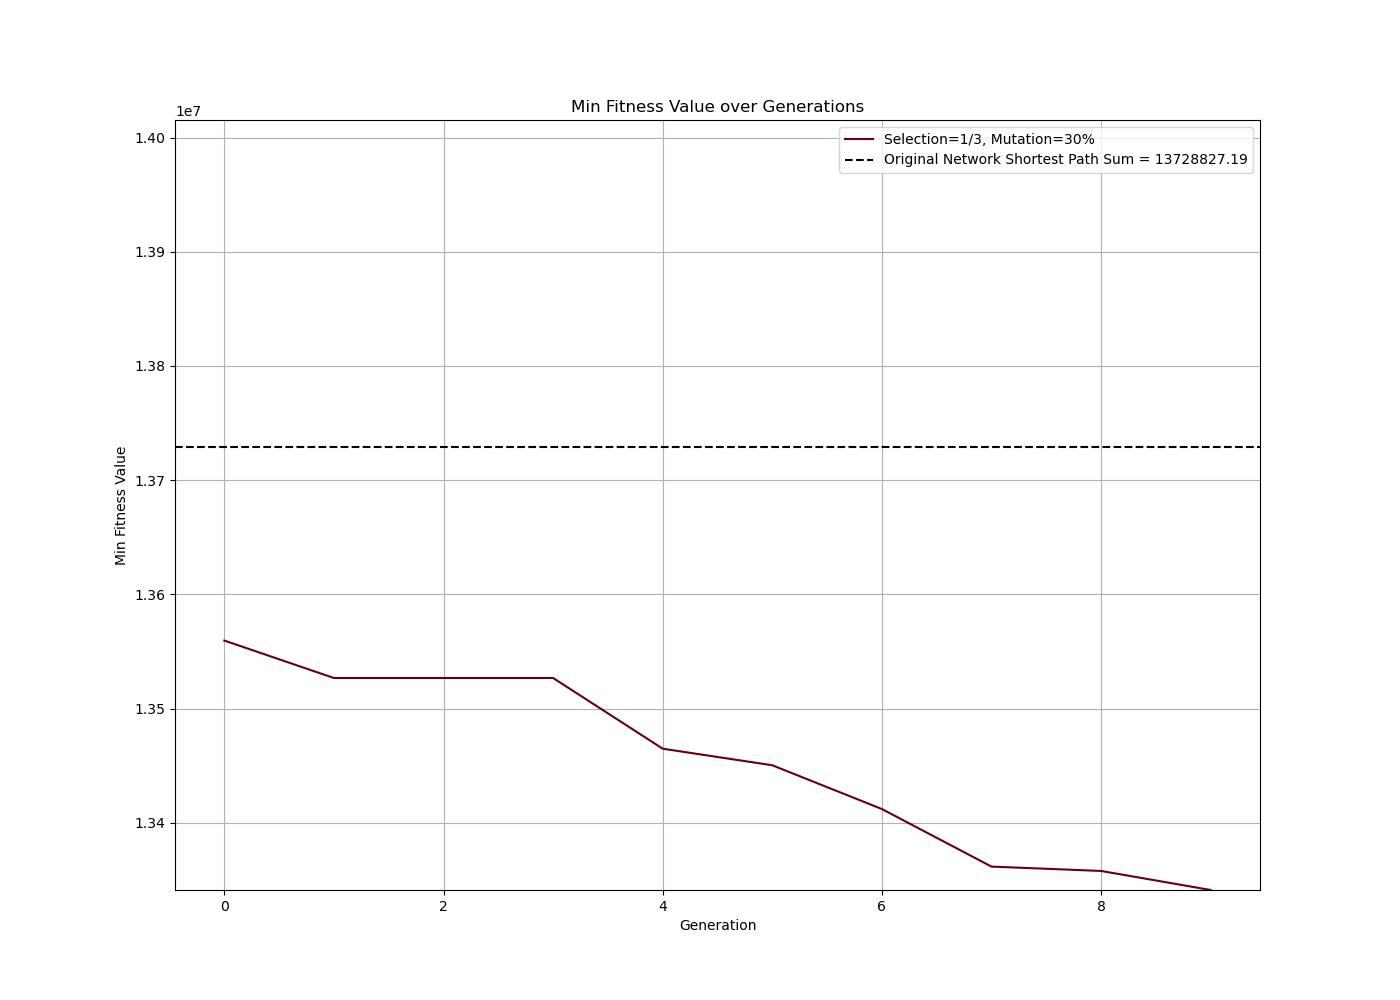 Min Fitness Value over Generations
1e7
Selection=1/3, Mutation=30%
Original Network Shortest Path Sum = 13728827.19
1.40
1.39
1.38
1.37
1.36
1.35
1.34
Min Fitness Value
0 2 4 6 8
Generation